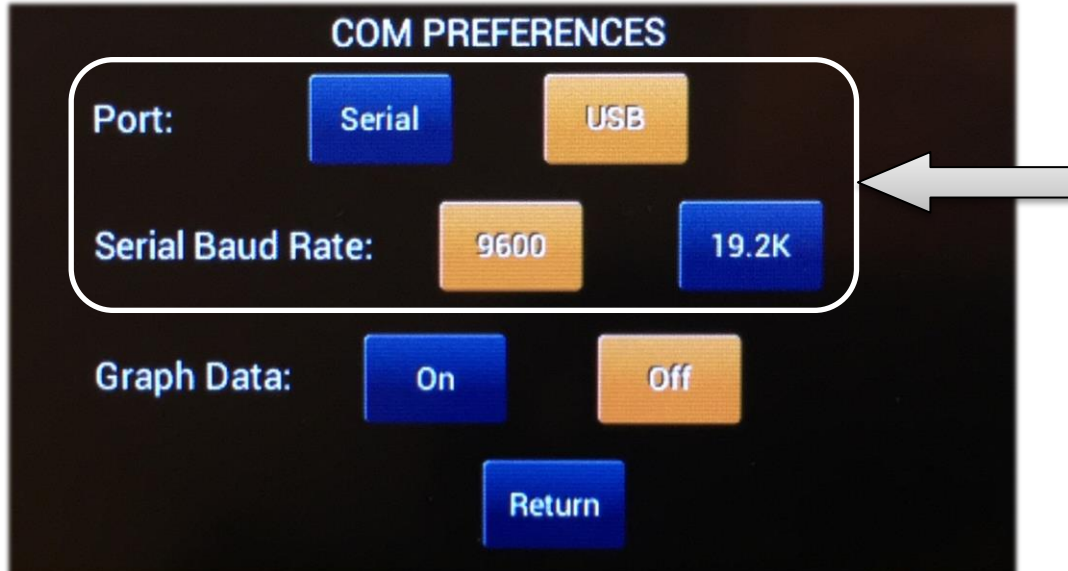 COM PREFERENCES
Port: Serial USB
Serial Baud Rate: 9600 19.2K
Graph Data: On Off
Return